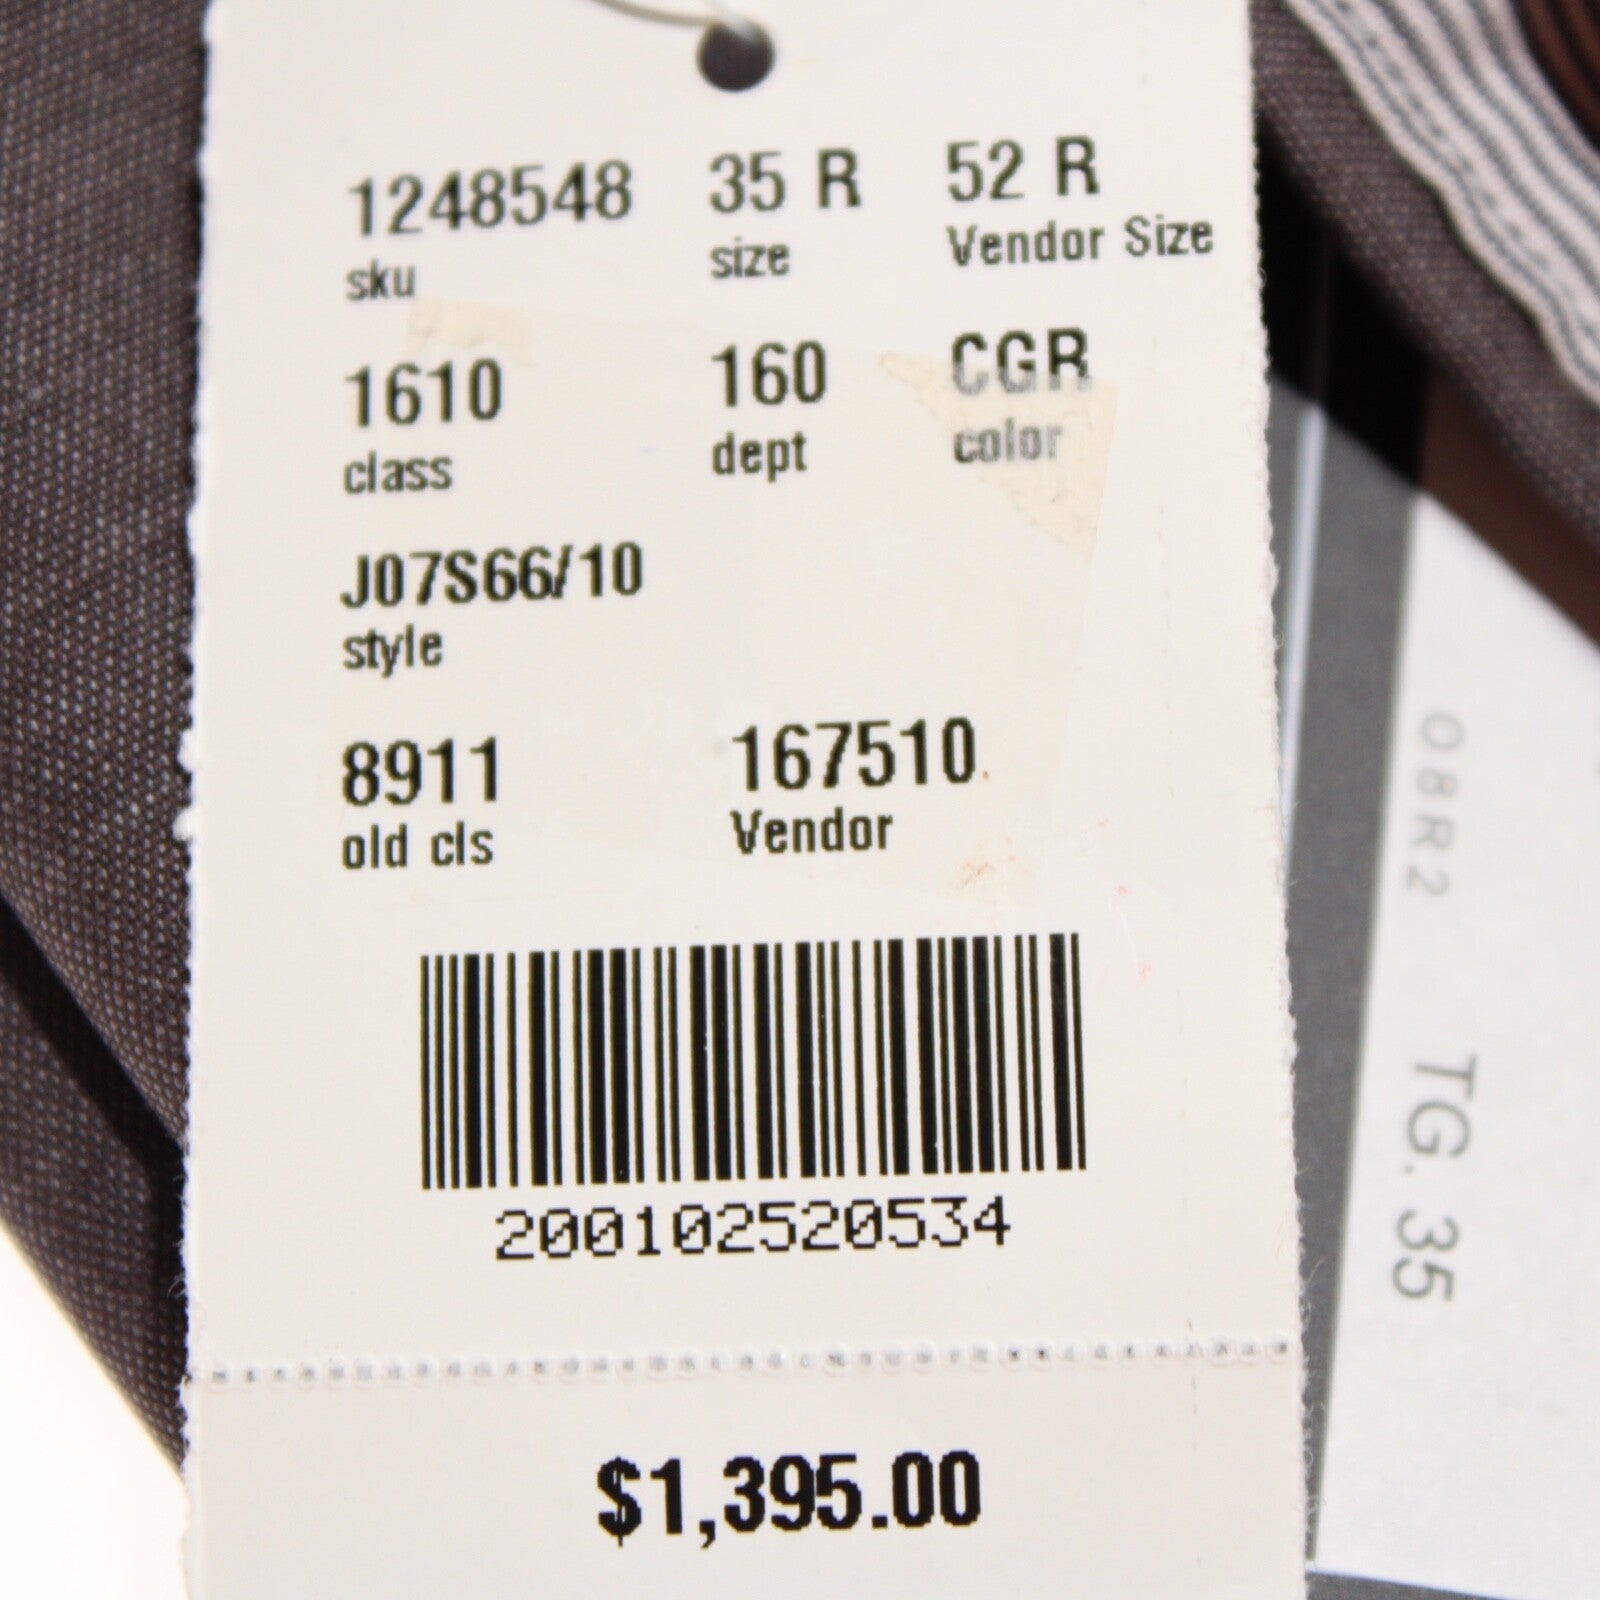 1248548 35 R 52 R
sku size Vendor Size
1610 160 CGR
class dept color
J07S66/10
style
8911 167510
old cls Vendor
200102520534
$1,395.00
08R2 TG.35